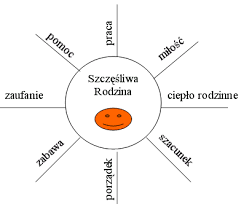 praca
pomoc
miłość
Szczęśliwa
Rodzina
zaufanie
ciepło rodzinne
zabawa
szacunek
porządek